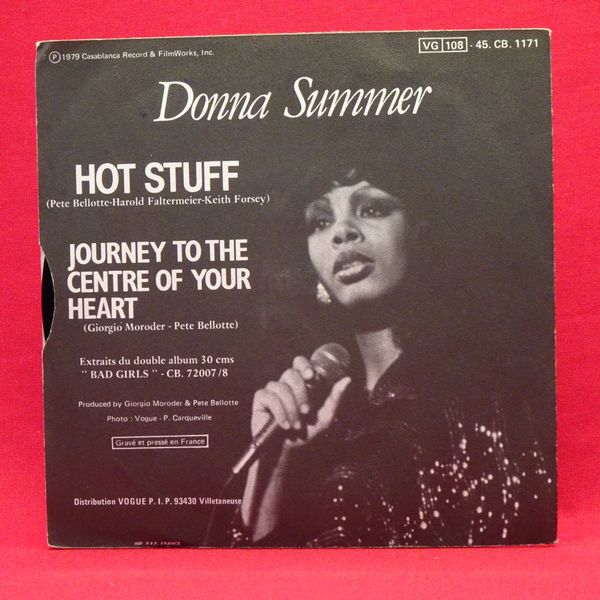 Ⓟ 1979 Casablanca Record & FilmWorks, Inc.
VG 108 - 45. CB. 1171
Donna Summer
HOT STUFF
(Pete Bellotte-Harold Faltermeier-Keith Forsey)
JOURNEY TO THE
CENTRE OF YOUR
HEART
(Giorgio Moroder - Pete Bellotte)
Extraits du double album 30 cms
" BAD GIRLS " - CB. 72007/8
Produced by Giorgio Moroder & Pete Bellotte
Photo : Vogue - P. Carqueville
Gravé et pressé en France
Distribution VOGUE P. I. P. 93430 Villetaneuse
IMP. P.P.F. FRANCE